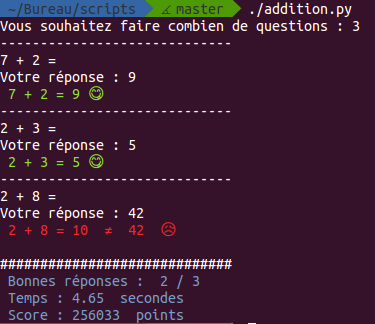 ~/Bureau/scripts master ./addition.py
Vous souhaitez faire combien de questions : 3
-----------------------------
7 + 2 =
Votre réponse : 9
7 + 2 = 9 😋
-----------------------------
2 + 3 =
Votre réponse : 5
2 + 3 = 5 😋
-----------------------------
2 + 8 =
Votre réponse : 42
2 + 8 = 10 ≠ 42 😥
#############################
Bonnes réponses : 2 / 3
Temps : 4.65 secondes
Score : 256033 points